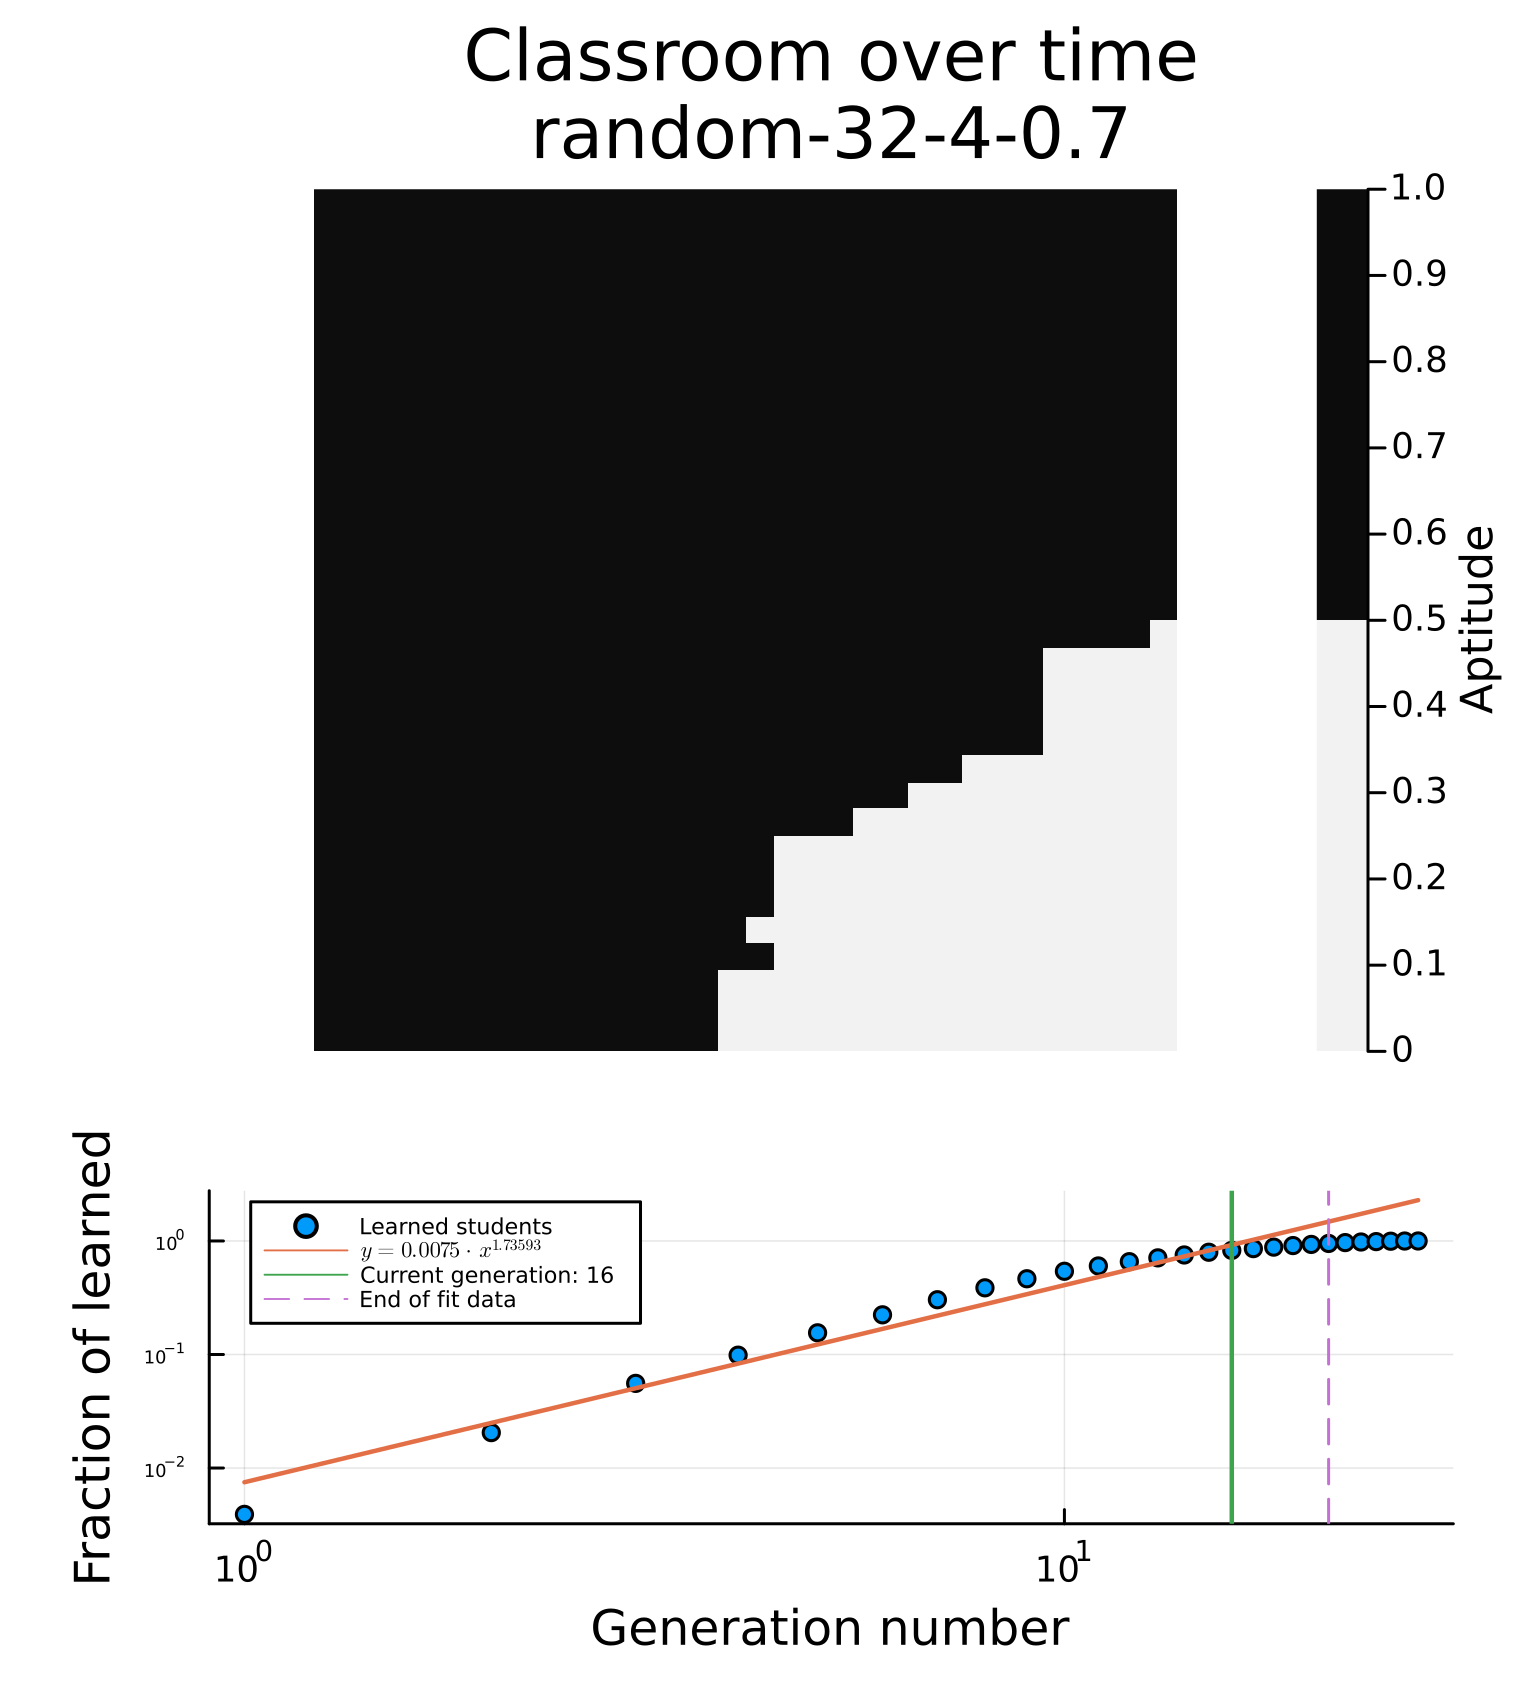 Classroom over time
random-32-4-0.7
1.0
0.9
0.8
0.7
0.6
0.5
0.4
0.3
0.2
0.1
0
Aptitude
Fraction of learned
10^0
10^-1
10^-2
Learned students
y = 0.0075 · x^1.73593
Current generation: 16
End of fit data
10^0
10^1
Generation number